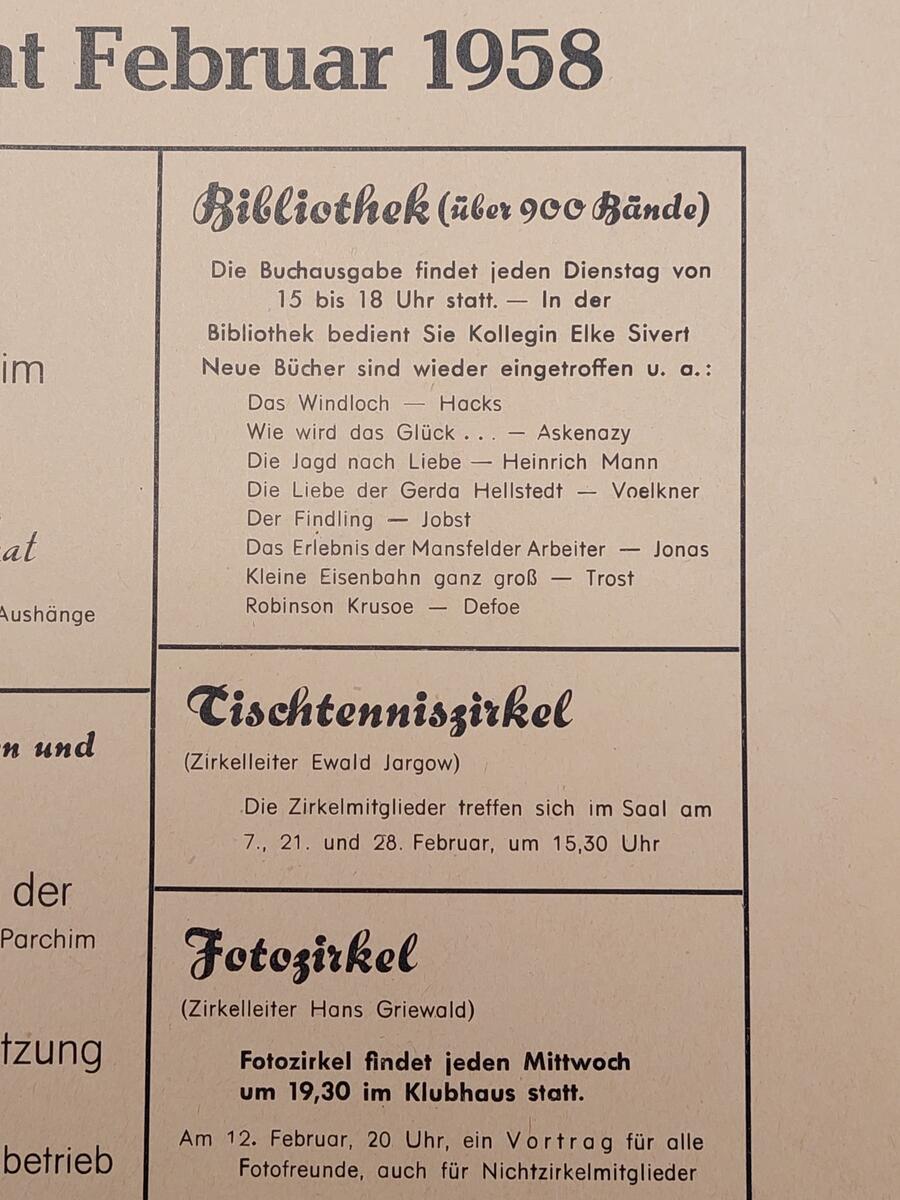 Februar 1958
im
Aushänge
und
der
Parchim
betrieb
Bibliothek (über 900 Bände)
Die Buchausgabe findet jeden Dienstag von
15 bis 18 Uhr statt. — In der
Bibliothek bedient Sie Kollegin Elke Sivert
Neue Bücher sind wieder eingetroffen u. a.:
Das Windloch — Hacks
Wie wird das Glück . . . — Askenazy
Die Jagd nach Liebe — Heinrich Mann
Die Liebe der Gerda Hellstedt — Voelkner
Der Findling — Jobst
Das Erlebnis der Mansfelder Arbeiter — Jonas
Kleine Eisenbahn ganz groß — Trost
Robinson Krusoe — Defoe
Tischtenniszirkel
(Zirkelleiter Ewald Jargow)
Die Zirkelmitglieder treffen sich im Saal am
7., 21. und 28. Februar, um 15,30 Uhr
Fotozirkel
(Zirkelleiter Hans Griewald)
Fotozirkel findet jeden Mittwoch
um 19,30 im Klubhaus statt.
Am 12. Februar, 20 Uhr, ein Vortrag für alle
Fotofreunde, auch für Nichtzirkelmitglieder